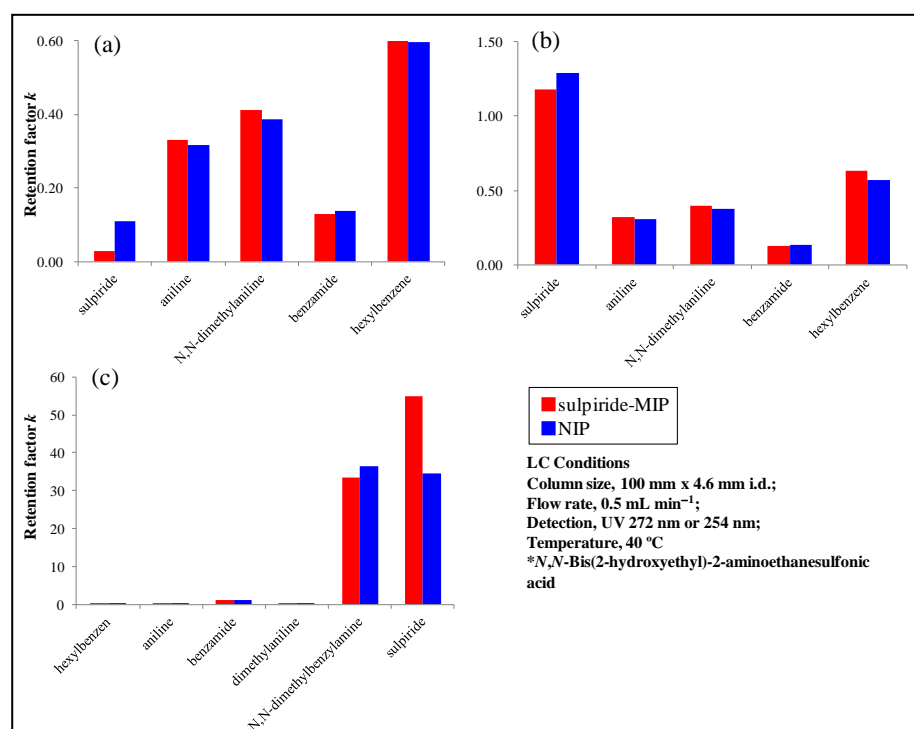 (a)
Retention factor k
0.60
0.40
0.20
0.00
sulpiride
aniline
N,N-dimethylaniline
benzamide
hexylbenzene
(b)
1.50
1.00
0.50
0.00
sulpiride
aniline
N,N-dimethylaniline
benzamide
hexylbenzene
(c)
Retention factor k
60
50
40
30
20
10
0
hexylbenzen
aniline
benzamide
dimethylaniline
N,N-dimethylbenzylamine
sulpiride
sulpiride-MIP
NIP
LC Conditions
Column size, 100 mm x 4.6 mm i.d.;
Flow rate, 0.5 mL min⁻¹;
Detection, UV 272 nm or 254 nm;
Temperature, 40 ºC
*N,N-Bis(2-hydroxyethyl)-2-aminoethanesulfonic
acid